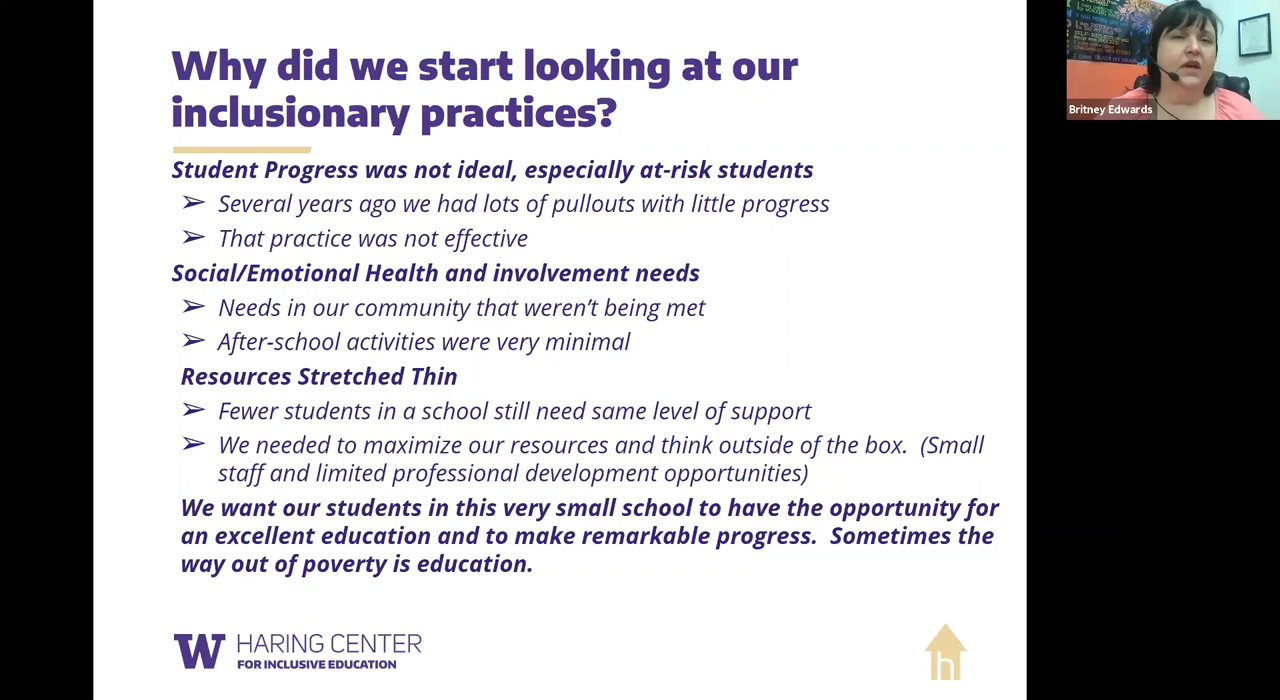 Why did we start looking at our
inclusionary practices?
Student Progress was not ideal, especially at-risk students
➢ Several years ago we had lots of pullouts with little progress
➢ That practice was not effective
Social/Emotional Health and involvement needs
➢ Needs in our community that weren't being met
➢ After-school activities were very minimal
Resources Stretched Thin
➢ Fewer students in a school still need same level of support
➢ We needed to maximize our resources and think outside of the box.  (Small
staff and limited professional development opportunities)
We want our students in this very small school to have the opportunity for
an excellent education and to make remarkable progress.  Sometimes the
way out of poverty is education.
W HARING CENTER
FOR INCLUSIVE EDUCATION
h
Britney Edwards